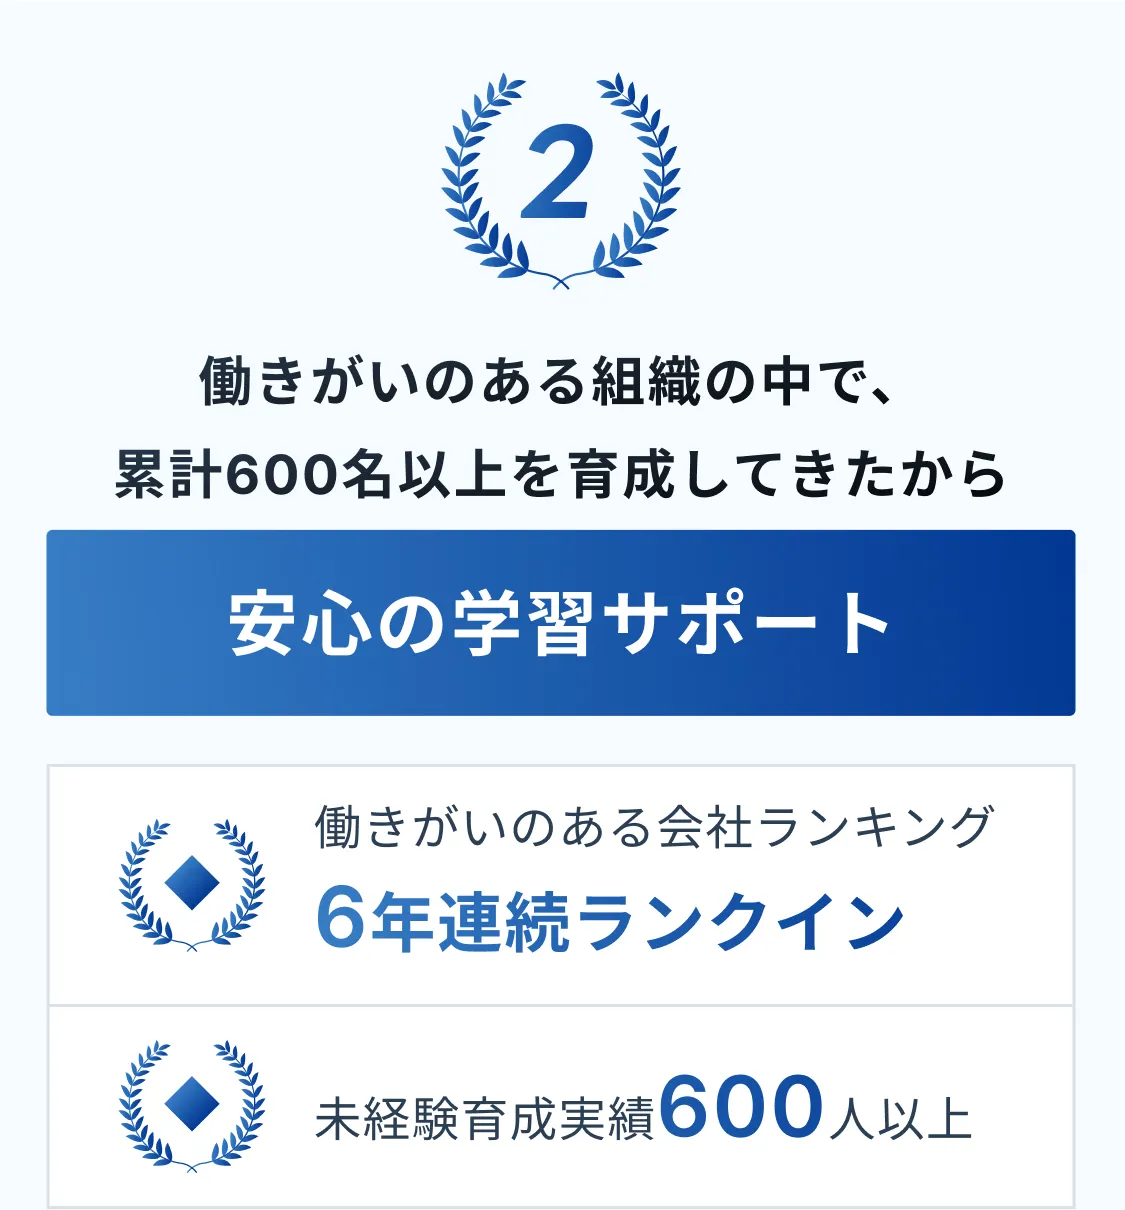 2
働きがいのある組織の中で、
累計600名以上を育成してきたから
安心の学習サポート
働きがいのある会社ランキング
6年連続ランクイン
未経験育成実績600人以上